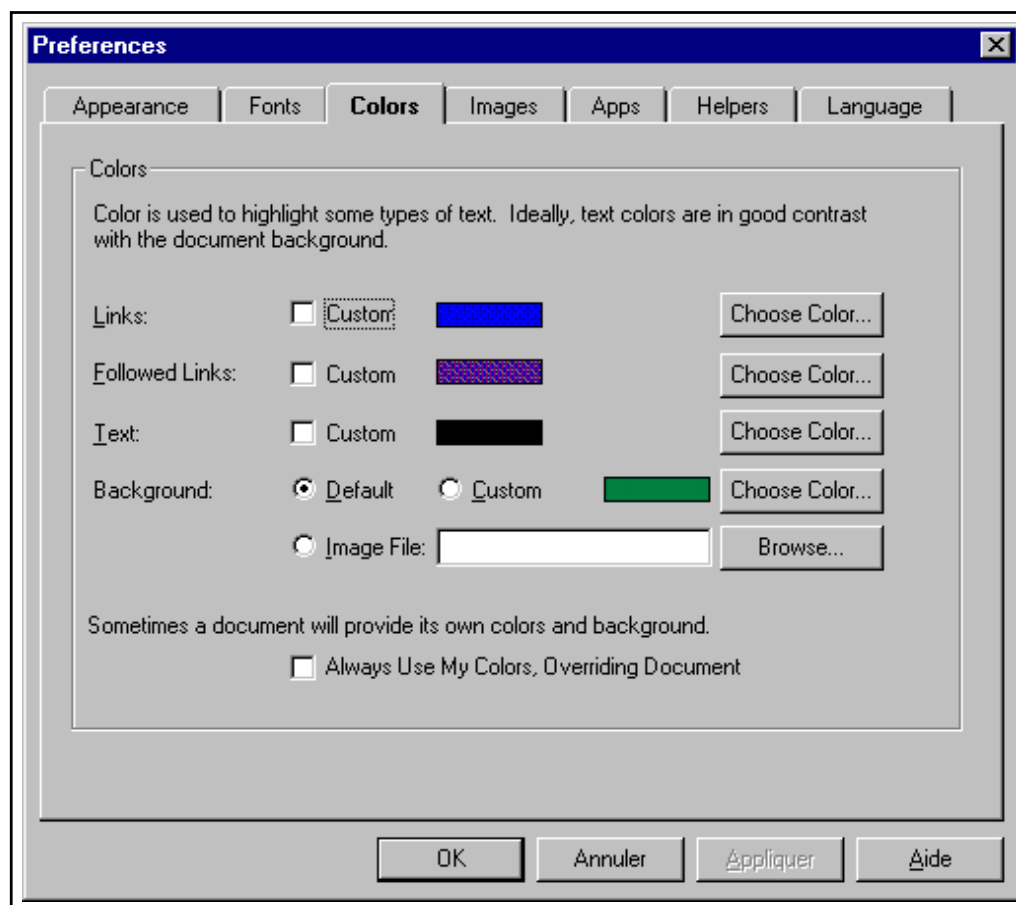 Preferences
Appearance Fonts Colors Images Apps Helpers Language
Colors
Color is used to highlight some types of text. Ideally, text colors are in good contrast
with the document background.
Links: Custom Choose Color...
Followed Links: Custom Choose Color...
Text: Custom Choose Color...
Background: Default Custom Choose Color...
Image File: Browse...
Sometimes a document will provide its own colors and background.
Always Use My Colors, Overriding Document
OK Annuler Appliquer Aide